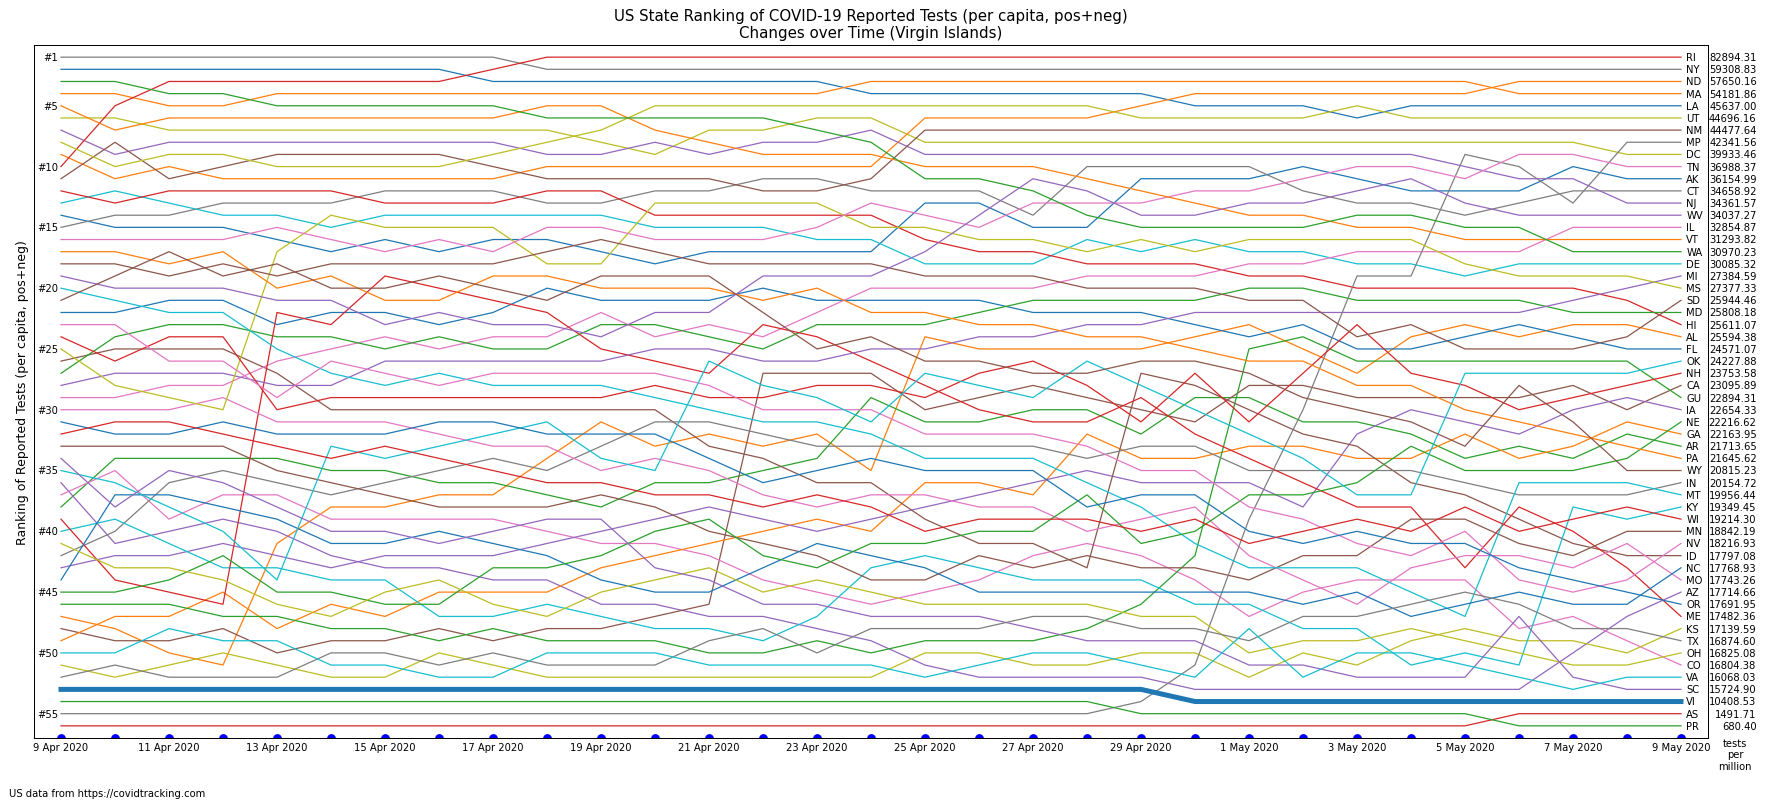 US State Ranking of COVID-19 Reported Tests (per capita, pos+neg)
Changes over Time (Virgin Islands)
Ranking of Reported Tests (per capita, pos+neg)
#1
#5
#10
#15
#20
#25
#30
#35
#40
#45
#50
#55
RI 82894.31
NY 59308.83
ND 57650.16
MA 54181.86
LA 45637.00
UT 44696.16
NM 44477.64
MP 42341.56
DC 39933.46
TN 36988.37
AK 36154.99
CT 34658.92
NJ 34361.57
WV 34037.27
IL 32854.87
VT 31293.82
WA 30970.23
DE 30085.32
MI 27384.59
MS 27377.33
SD 25944.46
MD 25808.18
HI 25611.07
AL 25594.38
FL 24571.07
OK 24227.88
NH 23753.58
CA 23095.89
GU 22894.31
IA 22654.33
NE 22216.62
GA 22163.95
AR 21713.65
PA 21645.62
WY 20815.23
IN 20154.72
MT 19956.44
KY 19349.45
WI 19214.30
MN 18842.19
NV 18216.93
ID 17797.08
NC 17768.93
MO 17743.26
AZ 17714.66
OR 17691.95
ME 17482.36
KS 17139.59
TX 16874.60
OH 16825.08
CO 16804.38
VA 16068.03
SC 15724.90
VI 10408.53
AS 1491.71
PR 680.40
9 Apr 2020 11 Apr 2020 13 Apr 2020 15 Apr 2020 17 Apr 2020 19 Apr 2020 21 Apr 2020 23 Apr 2020 25 Apr 2020 27 Apr 2020 29 Apr 2020 1 May 2020 3 May 2020 5 May 2020 7 May 2020 9 May 2020
tests
per
million
US data from https://covidtracking.com